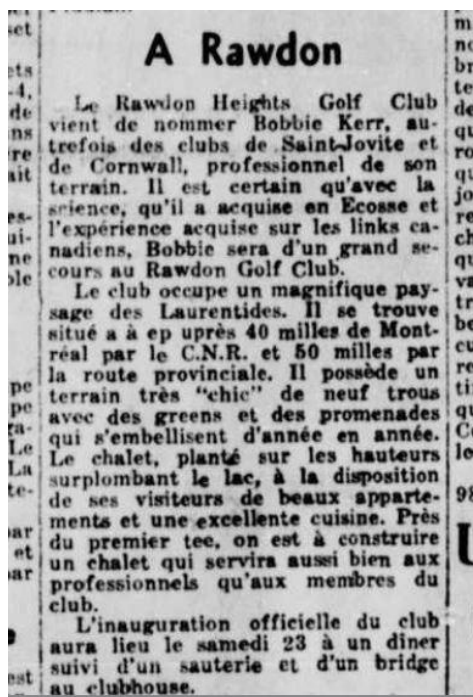 A Rawdon
Le Rawdon Heights Golf Club
vient de nommer Bobbie Kerr, au-
trefois des clubs de Saint-Jovite et
de Cornwall, professionnel de son
terrain. Il est certain qu'avec la
science, qu'il a acquise en Ecosse et
l'expérience acquise sur les links ca-
nadiens, Bobbie sera d'un grand se-
cours au Rawdon Golf Club.
Le club occupe un magnifique pay-
sage des Laurentides. Il se trouve
situé a à ep uprès 40 milles de Mont-
réal par le C.N.R. et 50 milles par
la route provinciale. Il possède un
terrain très "chic" de neuf trous
avec des greens et des promenades
qui s'embellisent d'année en année.
Le chalet, planté sur les hauteurs
surplombant le lac, à la disposition
de ses visiteurs de beaux apparte-
ments et une excellente cuisine. Près
du premier tee, on est à construire
un chalet qui servira aussi bien aux
professionnels qu'aux membres du
club.
L'inauguration officielle du club
aura lieu le samedi 23 à un dîner
suivi d'un sauterie et d'un bridge
au clubhouse.